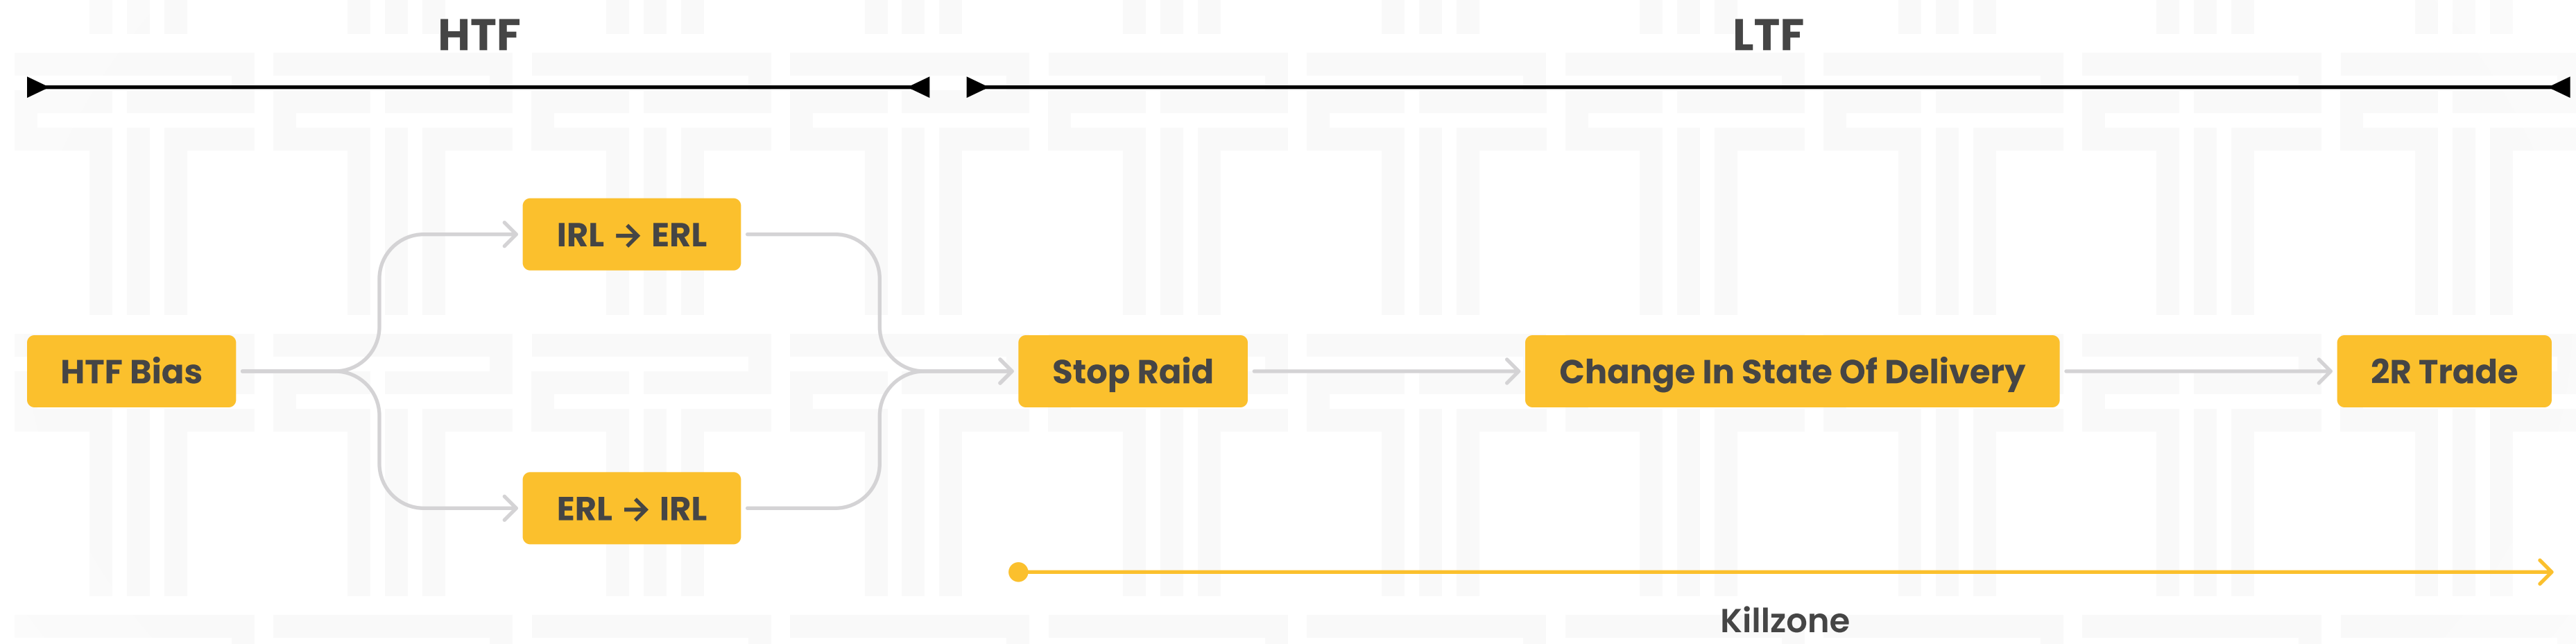 HTF
LTF
IRL → ERL
HTF Bias
Stop Raid
Change In State Of Delivery
2R Trade
ERL → IRL
Killzone